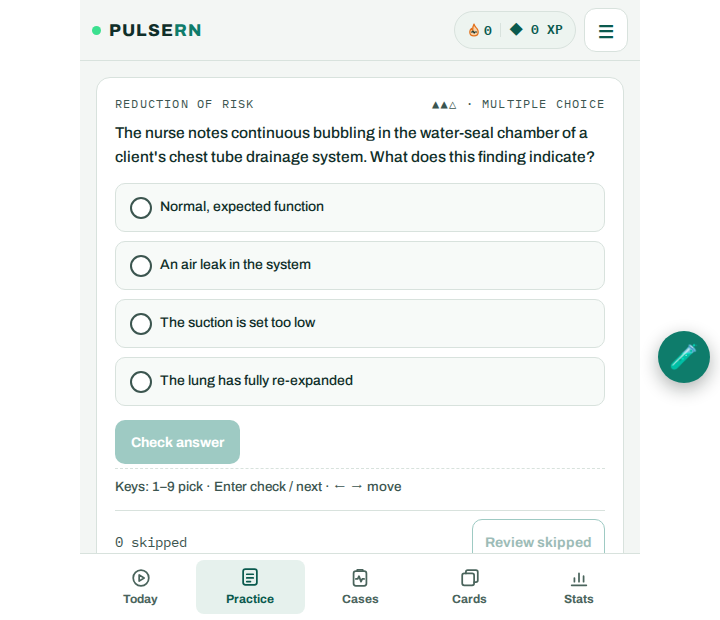 PULSERN
0
0 XP
REDUCTION OF RISK
· MULTIPLE CHOICE
The nurse notes continuous bubbling in the water-seal chamber of a
client's chest tube drainage system. What does this finding indicate?
Normal, expected function
An air leak in the system
The suction is set too low
The lung has fully re-expanded
Check answer
Keys: 1–9 pick · Enter check / next · ← → move
0 skipped
Review skipped
Today
Practice
Cases
Cards
Stats